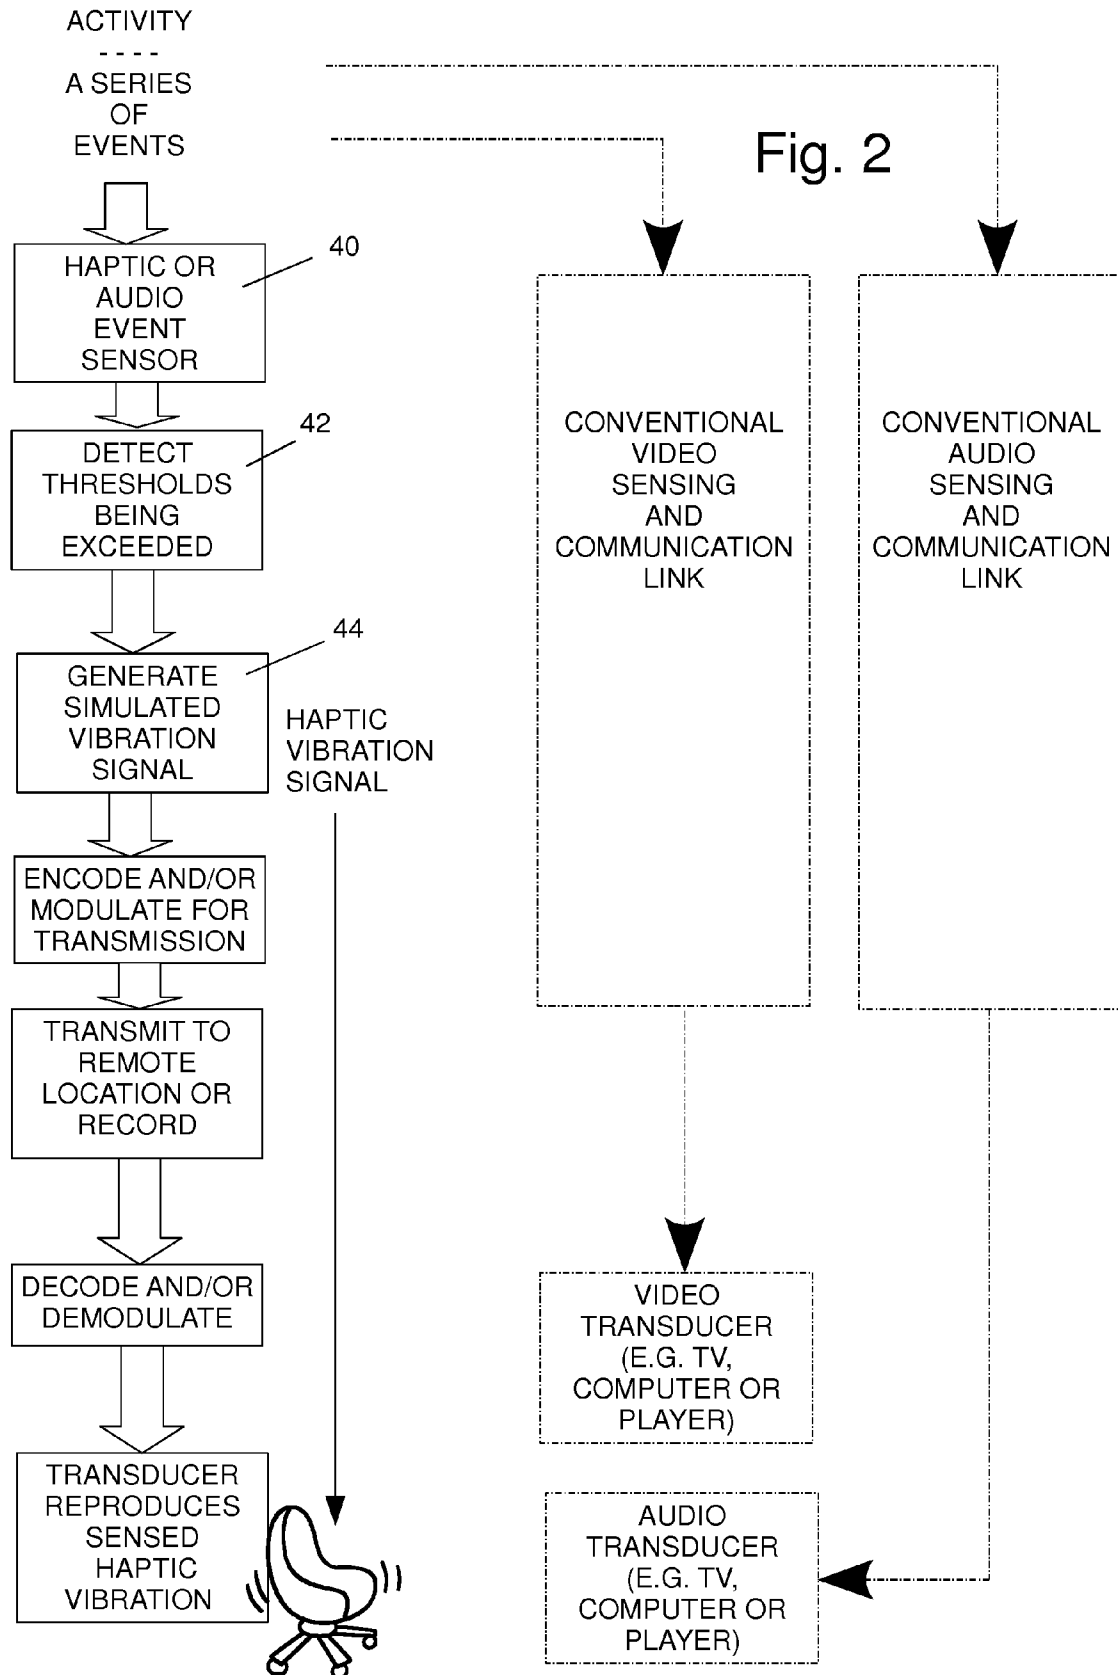 ACTIVITY
- - - -
A SERIES
OF
EVENTS
Fig. 2
40
HAPTIC OR
AUDIO
EVENT
SENSOR
42
DETECT
THRESHOLDS
BEING
EXCEEDED
44
GENERATE
SIMULATED
VIBRATION
SIGNAL
HAPTIC
VIBRATION
SIGNAL
ENCODE AND/OR
MODULATE FOR
TRANSMISSION
TRANSMIT TO
REMOTE
LOCATION OR
RECORD
DECODE AND/OR
DEMODULATE
TRANSDUCER
REPRODUCES
SENSED
HAPTIC
VIBRATION
CONVENTIONAL
VIDEO
SENSING
AND
COMMUNICATION
LINK
VIDEO
TRANSDUCER
(E.G. TV,
COMPUTER OR
PLAYER)
CONVENTIONAL
AUDIO
SENSING
AND
COMMUNICATION
LINK
AUDIO
TRANSDUCER
(E.G. TV,
COMPUTER OR
PLAYER)